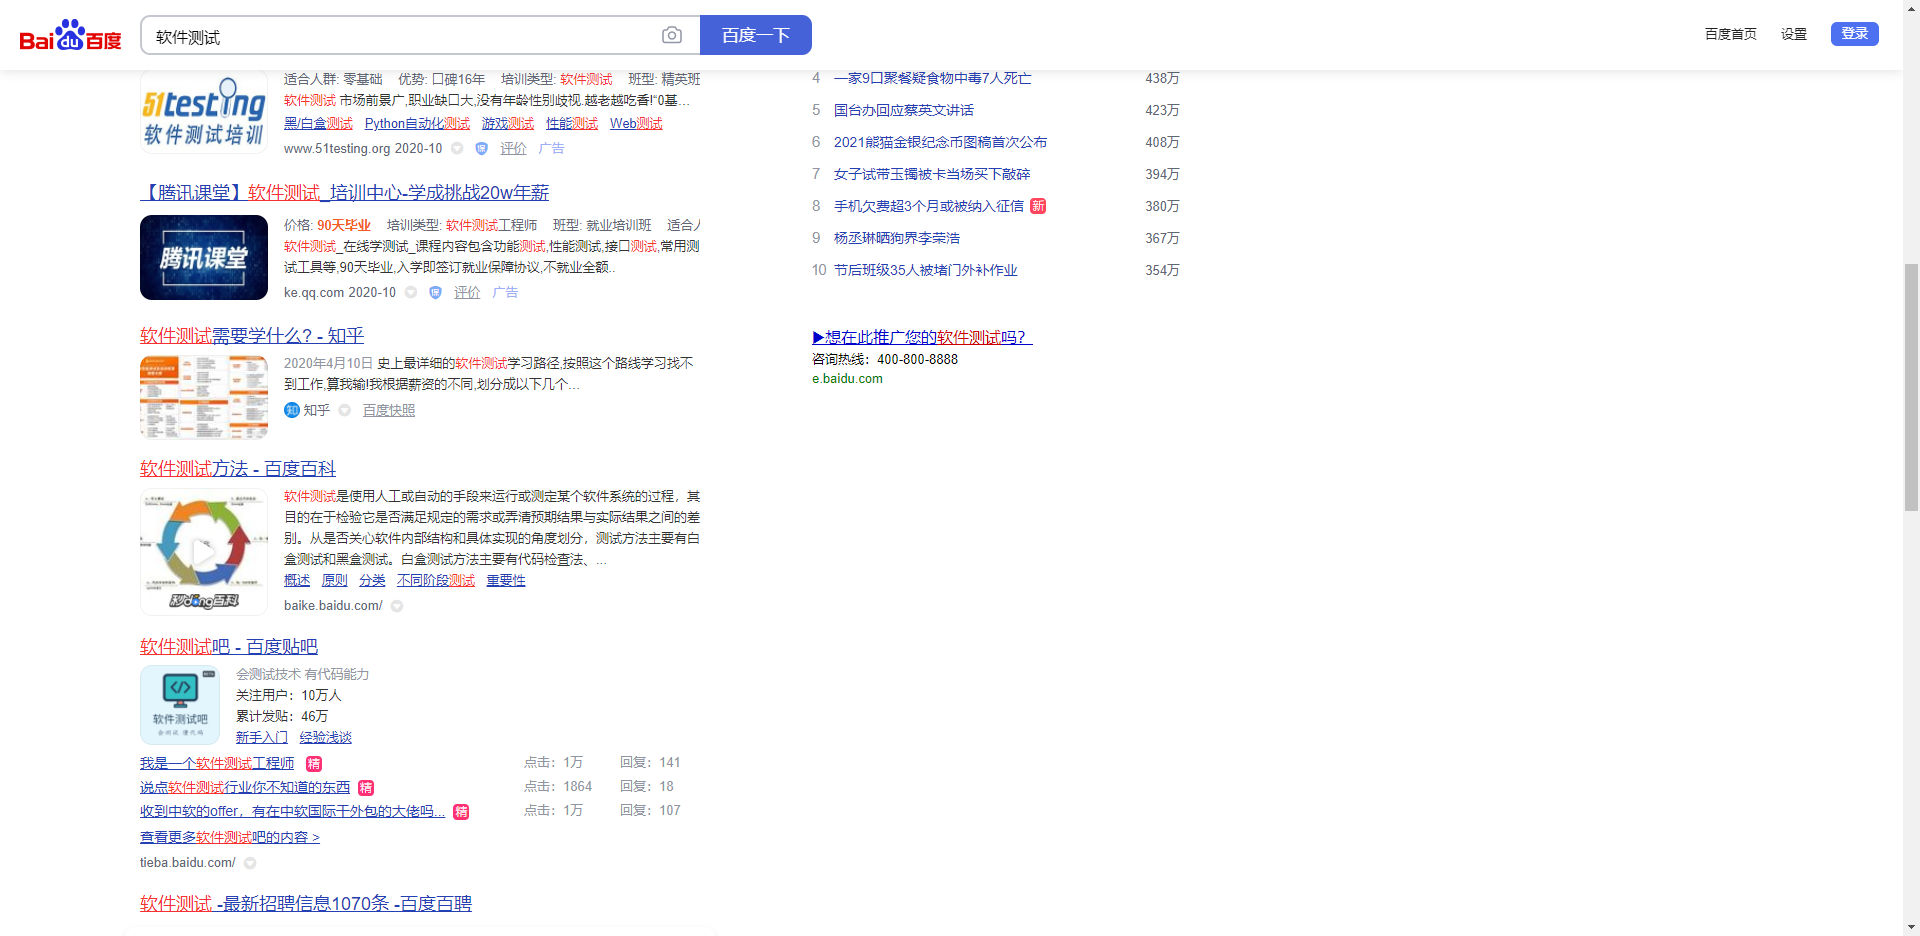 Bai du 百度
软件测试
百度一下
百度首页 设置 登录
51testing
软件测试培训
适合人群: 零基础 优势: 口碑16年 培训类型: 软件测试 班型: 精英班
软件测试 市场前景广,职业缺口大,没有年龄性别歧视.越老越吃香!“0基...
黑/白盒测试 Python自动化测试 游戏测试 性能测试 Web测试
www.51testing.org 2020-10 保 评价 广告
【腾讯课堂】软件测试_培训中心-学成挑战20w年薪
腾讯课堂
价格: 90天毕业 培训类型: 软件测试工程师 班型: 就业培训班 适合人
软件测试_在线学测试_课程内容包含功能测试,性能测试,接口测试,常用测
试工具等,90天毕业,入学即签订就业保障协议,不就业全额..
ke.qq.com 2020-10 保 评价 广告
软件测试需要学什么? - 知乎
2020年4月10日 史上最详细的软件测试学习路径,按照这个路线学习找不
到工作,算我输!我根据薪资的不同,划分成以下几个...
知 知乎 百度快照
软件测试方法 - 百度百科
秒dong百科
软件测试是使用人工或自动的手段来运行或测定某个软件系统的过程，其
目的在于检验它是否满足规定的需求或弄清预期结果与实际结果之间的差
别。从是否关心软件内部结构和具体实现的角度划分，测试方法主要有白
盒测试和黑盒测试。白盒测试方法主要有代码检查法、...
概述 原则 分类 不同阶段测试 重要性
baike.baidu.com/
软件测试吧 - 百度贴吧
软件测试吧
会测试技术 有代码能力
关注用户：10万人
累计发贴：46万
新手入门 经验浅谈
我是一个软件测试工程师 精 点击：1万 回复：141
说点软件测试行业你不知道的东西 精 点击：1864 回复：18
收到中软的offer，有在中软国际干外包的大佬吗... 精 点击：1万 回复：107
查看更多软件测试吧的内容 >
tieba.baidu.com/
软件测试 -最新招聘信息1070条 -百度百聘
4 一家9口聚餐疑食物中毒7人死亡 438万
5 国台办回应蔡英文讲话 423万
6 2021熊猫金银纪念币图稿首次公布 408万
7 女子试带玉镯被卡当场买下敲碎 394万
8 手机欠费超3个月或被纳入征信 新 380万
9 杨丞琳晒狗界李荣浩 367万
10 节后班级35人被堵门外补作业 354万
▶想在此推广您的软件测试吗？
咨询热线：400-800-8888
e.baidu.com